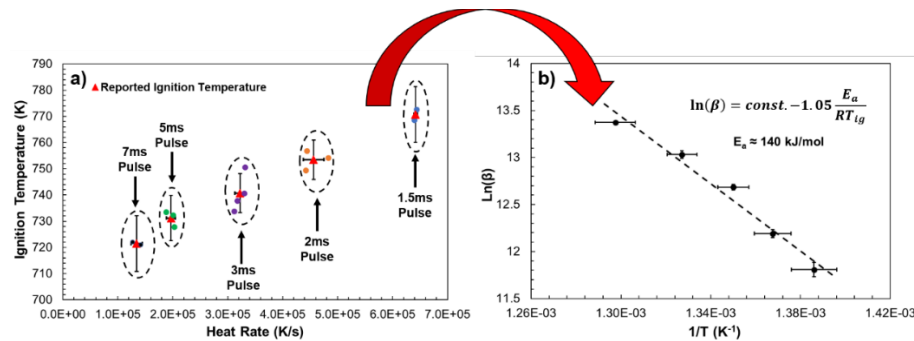 a)
Reported Ignition Temperature
7ms
Pulse
5ms
Pulse
3ms
Pulse
2ms
Pulse
1.5ms
Pulse
Ignition Temperature (K)
790
780
770
760
750
740
730
720
710
700
0.0E+00 1.0E+05 2.0E+05 3.0E+05 4.0E+05 5.0E+05 6.0E+05 7.0E+05
Heat Rate (K/s)
b)
ln(β) = const. −1.05 Ea/RTig
Ea ≈ 140 kJ/mol
Ln(β)
14
13.5
13
12.5
12
11.5
1.26E-03 1.30E-03 1.34E-03 1.38E-03 1.42E-03
1/T (K⁻¹)